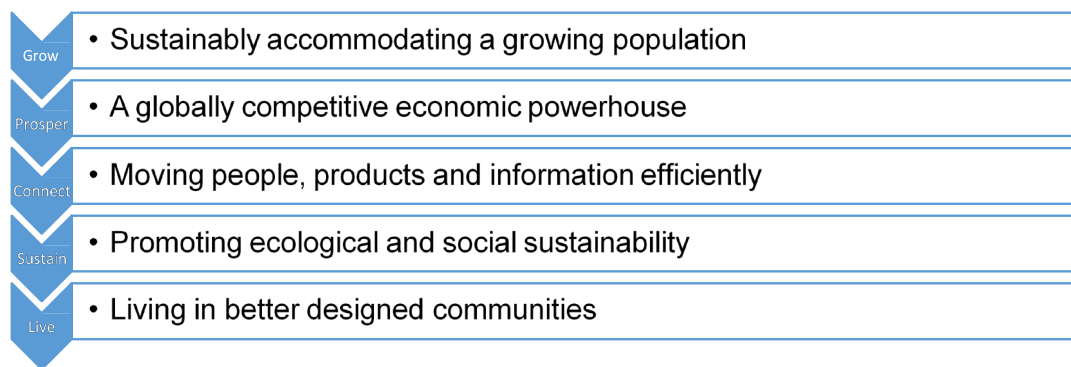 Grow
• Sustainably accommodating a growing population
Prosper
• A globally competitive economic powerhouse
Connect
• Moving people, products and information efficiently
Sustain
• Promoting ecological and social sustainability
Live
• Living in better designed communities